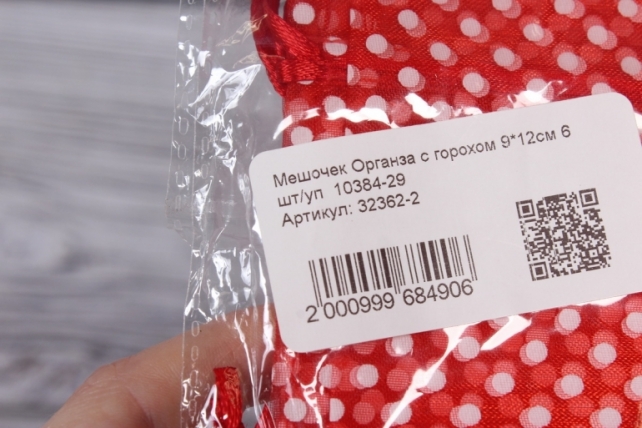 Мешочек Органза с горохом 9*12см 6
шт/уп 10384-29
Артикул: 32362-2
2 000999 684906